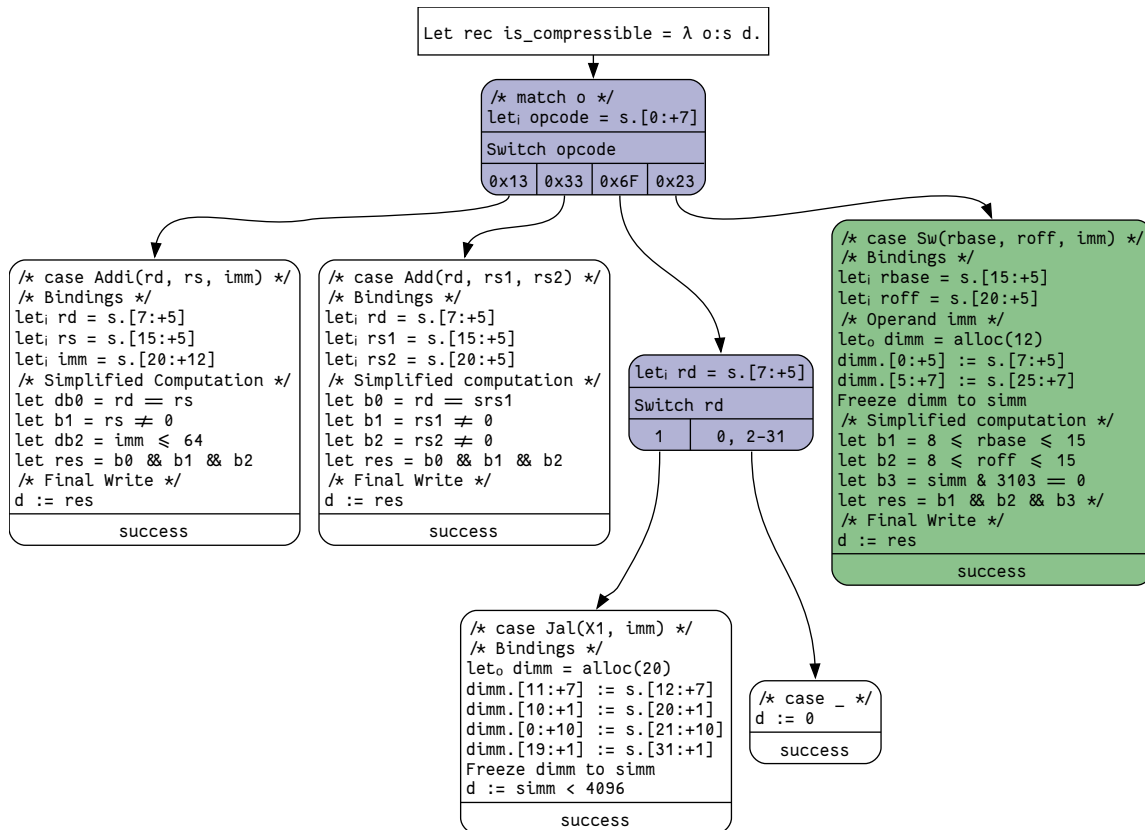 Let rec is_compressible = λ o:s d.
/* match o */
letᵢ opcode = s.[0:+7]
Switch opcode
0x13
0x33
0x6F
0x23
/* case Addi(rd, rs, imm) */
/* Bindings */
letᵢ rd = s.[7:+5]
letᵢ rs = s.[15:+5]
letᵢ imm = s.[20:+12]
/* Simplified Computation */
let db0 = rd == rs
let b1 = rs ≠ 0
let db2 = imm ⩽ 64
let res = b0 && b1 && b2
/* Final Write */
d := res
success
/* case Add(rd, rs1, rs2) */
/* Bindings */
letᵢ rd = s.[7:+5]
letᵢ rs1 = s.[15:+5]
letᵢ rs2 = s.[20:+5]
/* Simplified computation */
let b0 = rd == srs1
let b1 = rs1 ≠ 0
let b2 = rs2 ≠ 0
let res = b0 && b1 && b2
/* Final Write */
d := res
success
letᵢ rd = s.[7:+5]
Switch rd
1
0, 2-31
/* case Sw(rbase, roff, imm) */
/* Bindings */
letᵢ rbase = s.[15:+5]
letᵢ roff = s.[20:+5]
/* Operand imm */
letₒ dimm = alloc(12)
dimm.[0:+5] := s.[7:+5]
dimm.[5:+7] := s.[25:+7]
Freeze dimm to simm
/* Simplified computation */
let b1 = 8 ⩽ rbase ⩽ 15
let b2 = 8 ⩽ roff ⩽ 15
let b3 = simm & 3103 == 0
let res = b1 && b2 && b3 */
/* Final Write */
d := res
success
/* case Jal(X1, imm) */
/* Bindings */
letₒ dimm = alloc(20)
dimm.[11:+7] := s.[12:+7]
dimm.[10:+1] := s.[20:+1]
dimm.[0:+10] := s.[21:+10]
dimm.[19:+1] := s.[31:+1]
Freeze dimm to simm
d := simm < 4096
success
/* case _ */
d := 0
success